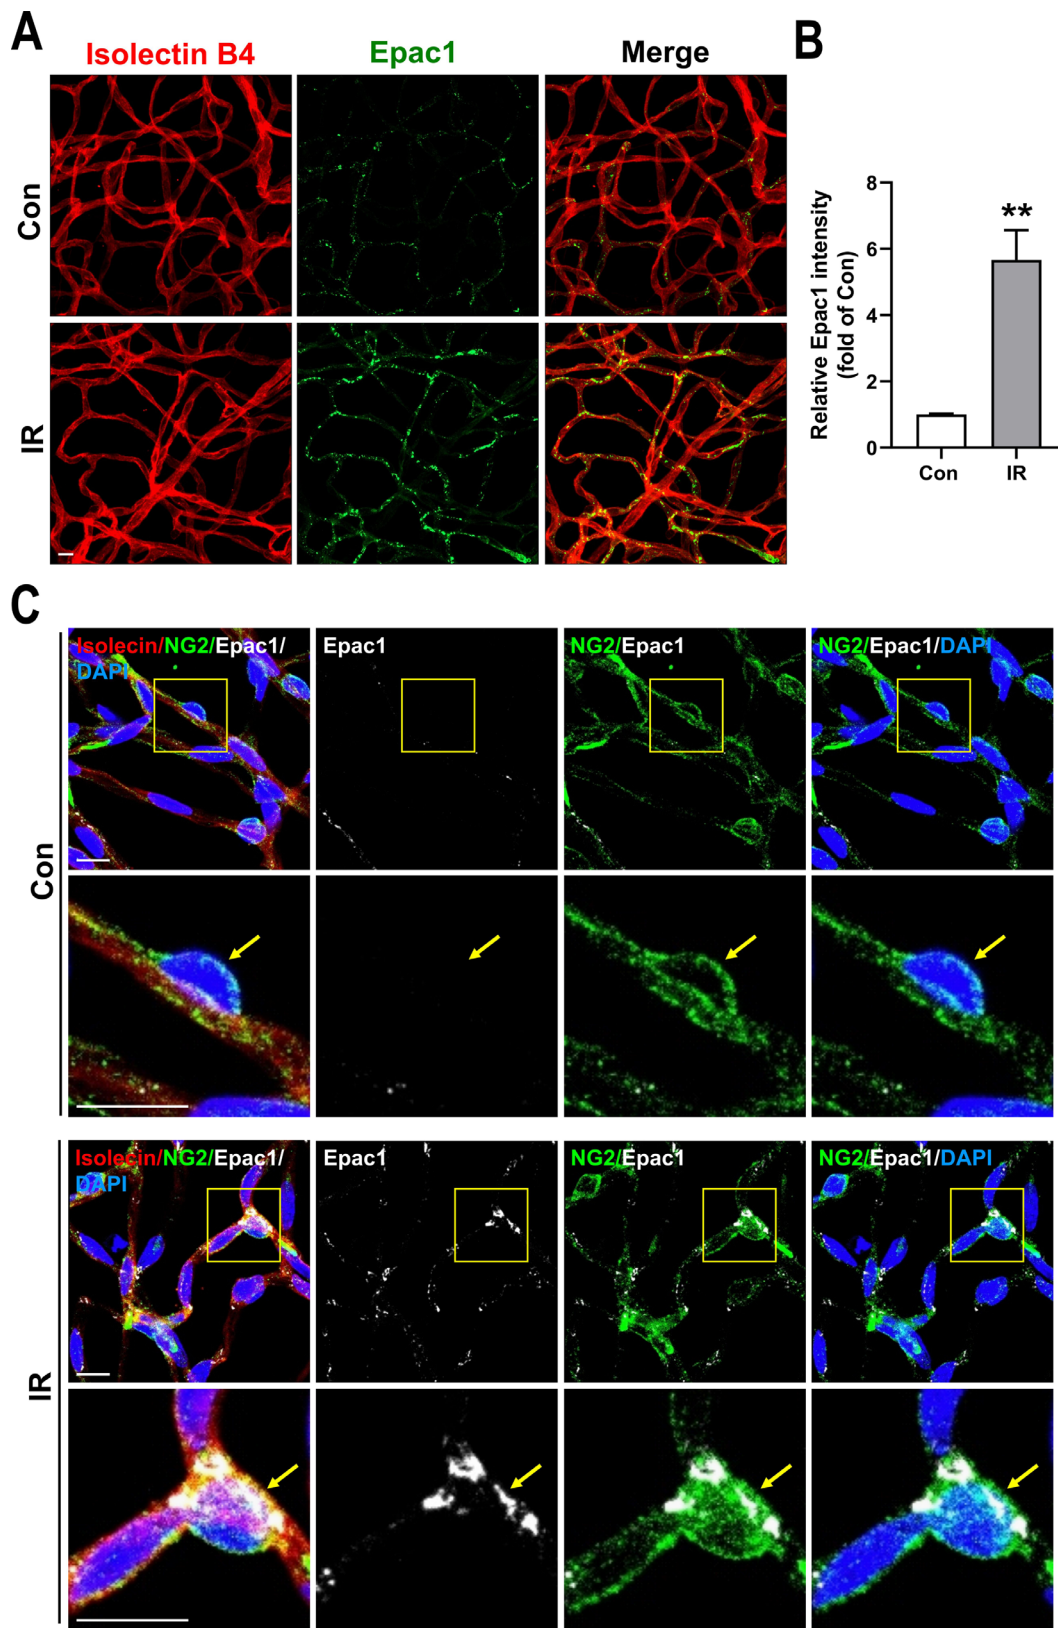 A
Isolectin B4
Epac1
Merge
Con
IR
B
Relative Epac1 intensity
(fold of Con)
8
6
4
2
0
**
Con
IR
C
Con
Isolecin/NG2/Epac1/
DAPI
Epac1
NG2/Epac1
NG2/Epac1/DAPI
IR
Isolecin/NG2/Epac1/
DAPI
Epac1
NG2/Epac1
NG2/Epac1/DAPI